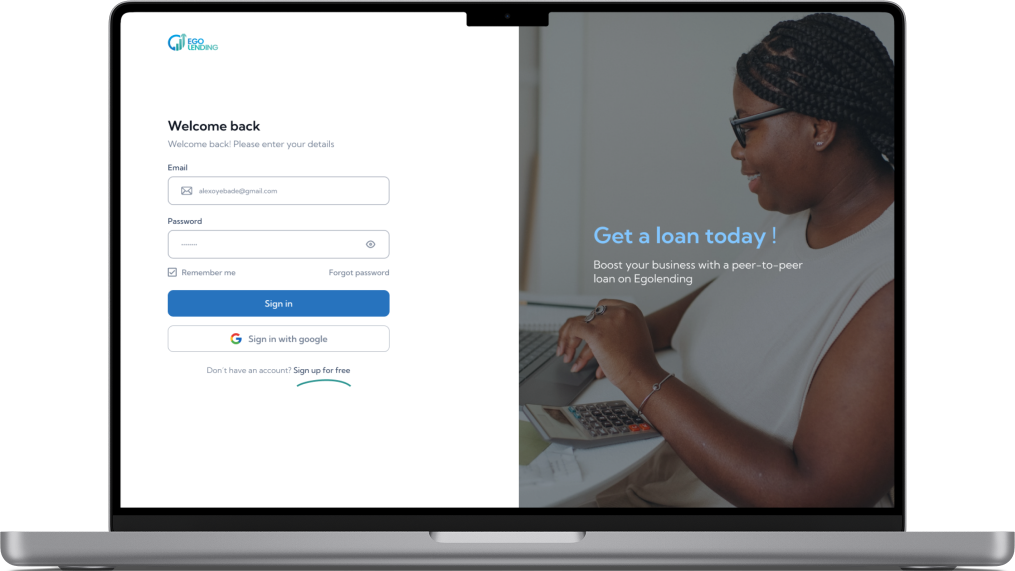 EGO
LENDING
Welcome back
Welcome back! Please enter your details
Email
alexoyebade@gmail.com
Password
········
Remember me
Forgot password
Sign in
Sign in with google
Don't have an account? Sign up for free
Get a loan today !
Boost your business with a peer-to-peer
loan on Egolending